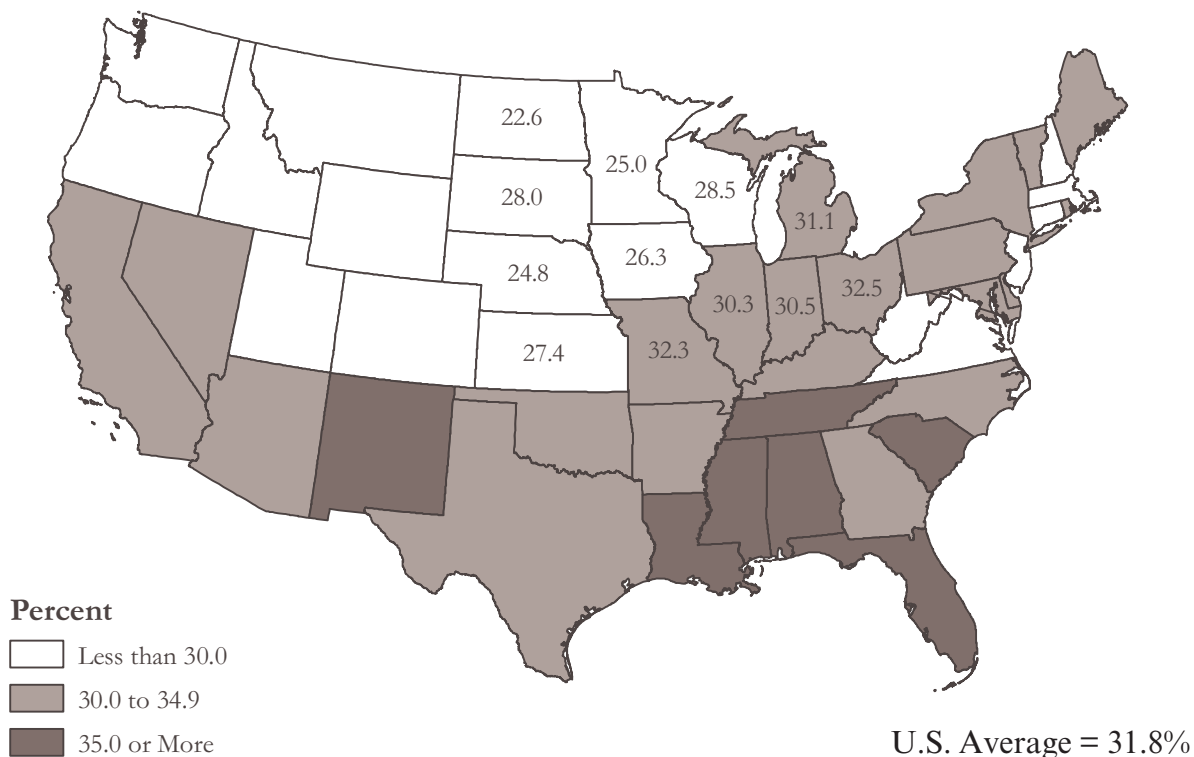 22.6
25.0
28.0
28.5
31.1
26.3
24.8
30.3
30.5
32.5
27.4
32.3
Percent
Less than 30.0
30.0 to 34.9
35.0 or More
U.S. Average = 31.8%